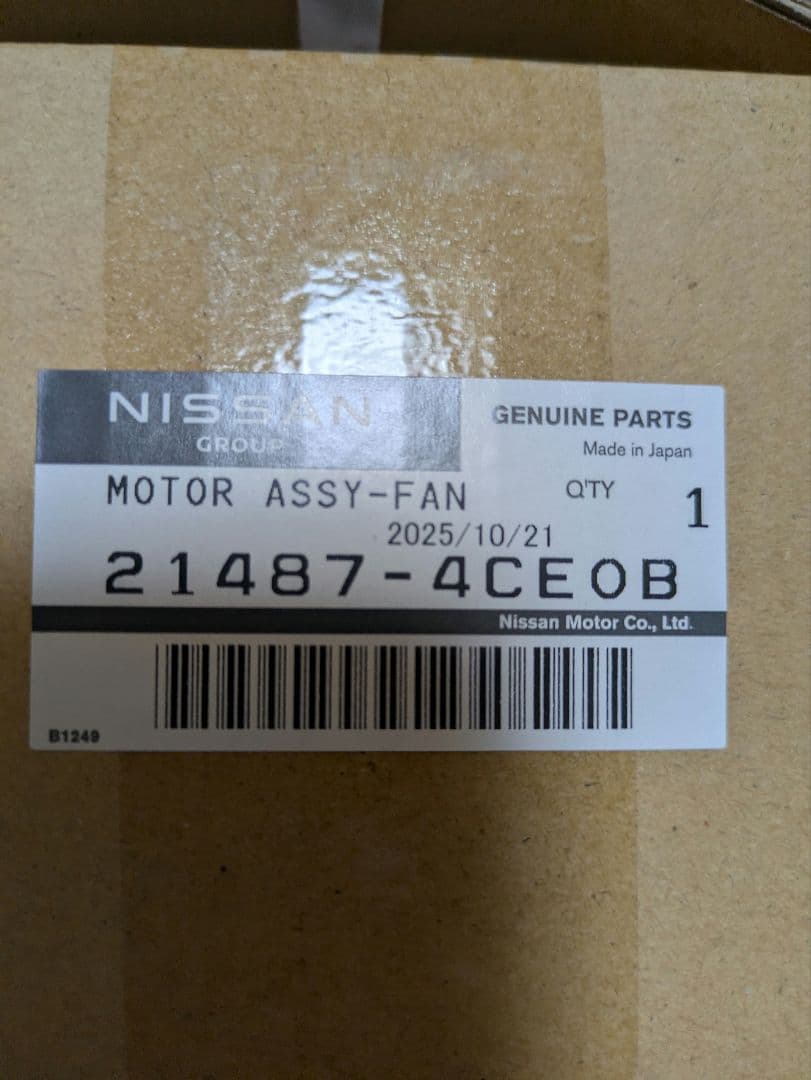 NISSAN
GROUP
GENUINE PARTS
Made in Japan
MOTOR ASSY-FAN
Q'TY 1
2025/10/21
21487-4CE0B
Nissan Motor Co., Ltd.
B1249